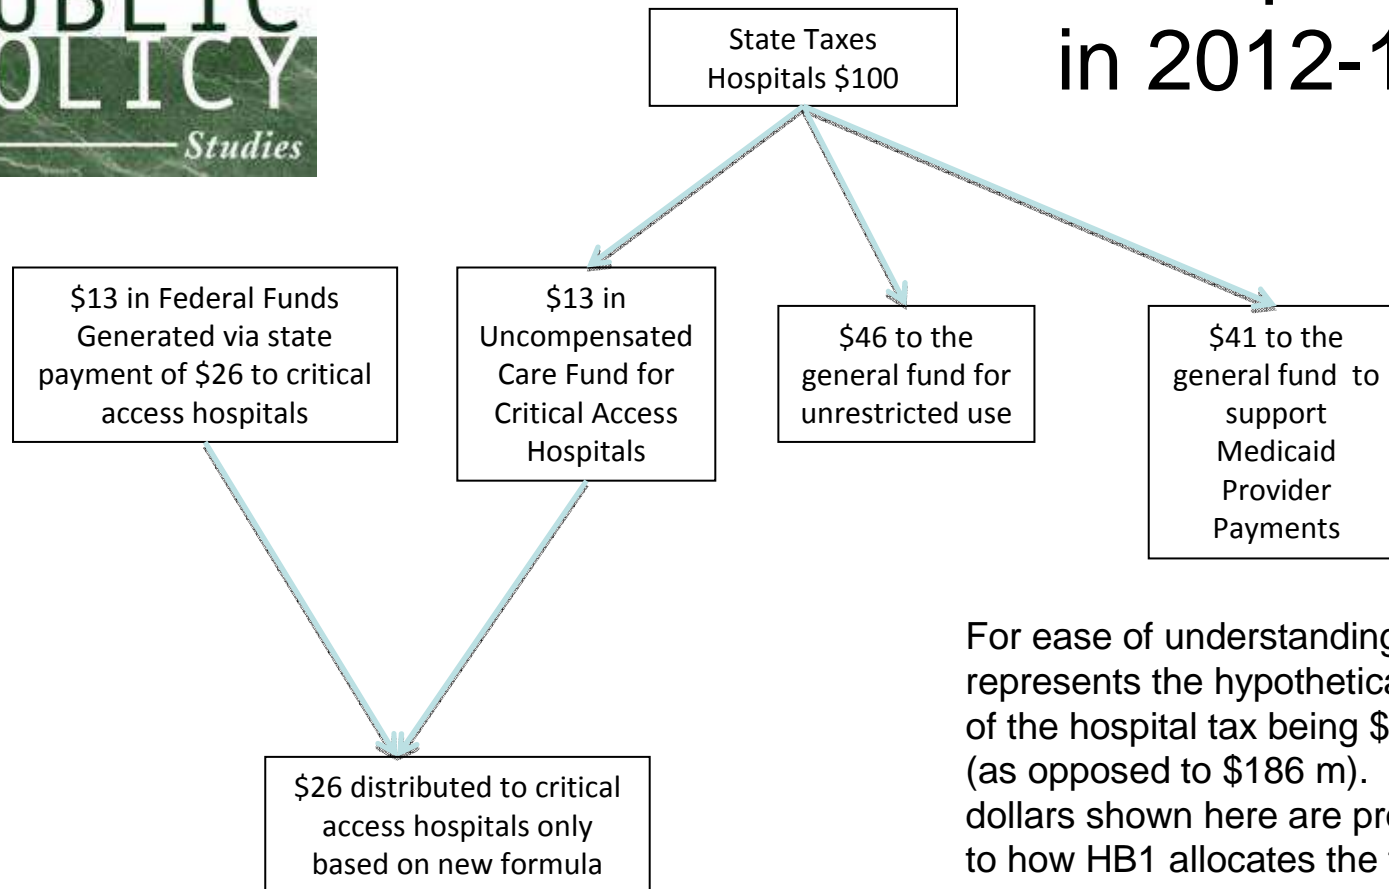 Studies
in 2012-1
State Taxes
Hospitals $100
$13 in Federal Funds
Generated via state
payment of $26 to critical
access hospitals
$13 in
Uncompensated
Care Fund for
Critical Access
Hospitals
$46 to the
general fund for
unrestricted use
$41 to the
general fund to
support
Medicaid
Provider
Payments
$26 distributed to critical
access hospitals only
based on new formula
For ease of understanding
represents the
of the hospital tax being $
(as opposed to $186 m).
dollars shown here are
to how HB1 allocates the